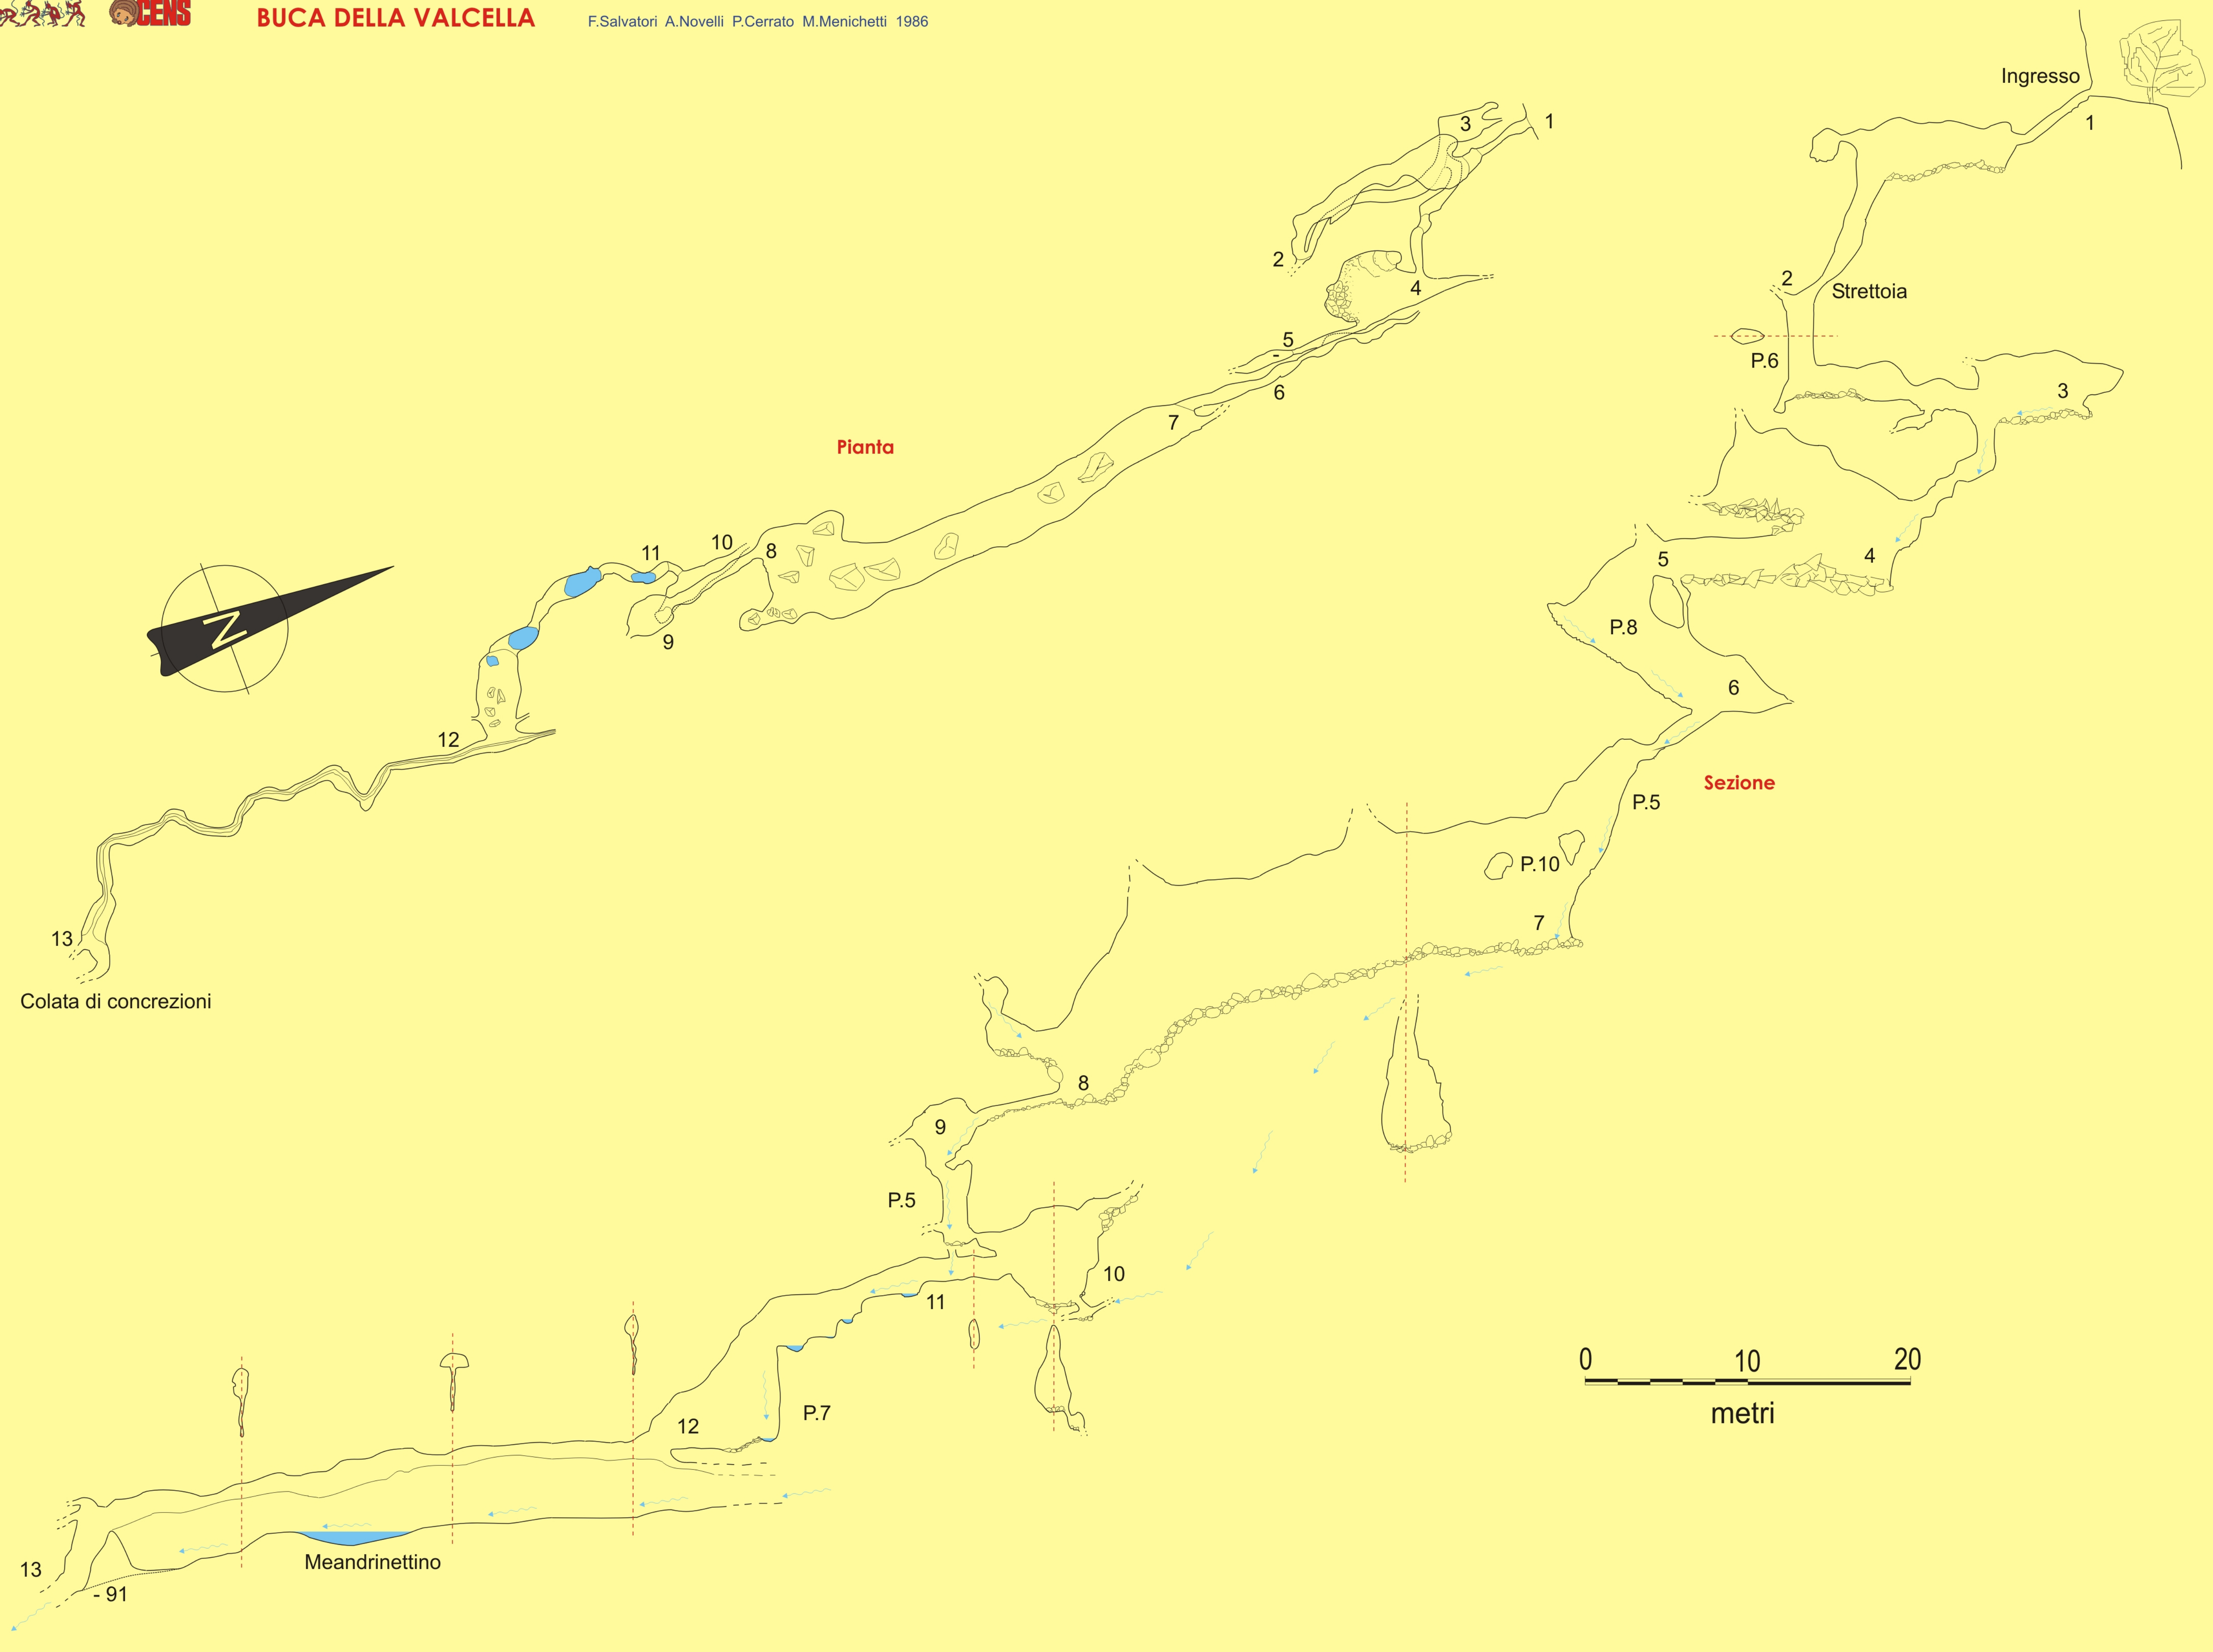 CENS
BUCA DELLA VALCELLA
F.Salvatori A.Novelli P.Cerrato M.Menichetti 1986
Ingresso
1
3
1
2
4
5
-
6
7
Pianta
8
10
11
9
12
13
Colata di concrezioni
N
2
Strettoia
P.6
3
4
5
P.8
6
Sezione
P.5
P.10
7
8
9
P.5
10
11
P.7
12
13
- 91
Meandrinettino
0 10 20
metri